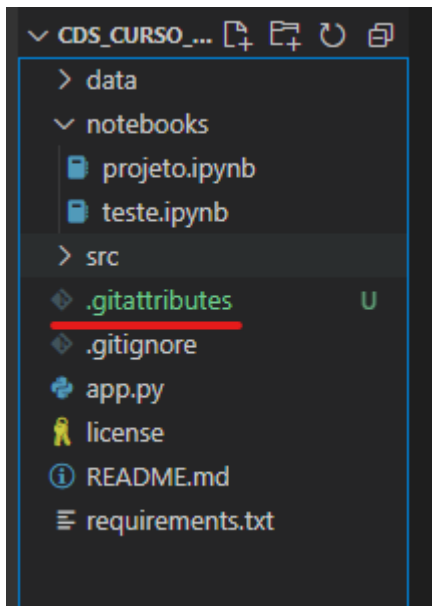 CDS_CURSO_...
data
notebooks
projeto.ipynb
teste.ipynb
src
.gitattributes U
.gitignore
app.py
license
README.md
requirements.txt